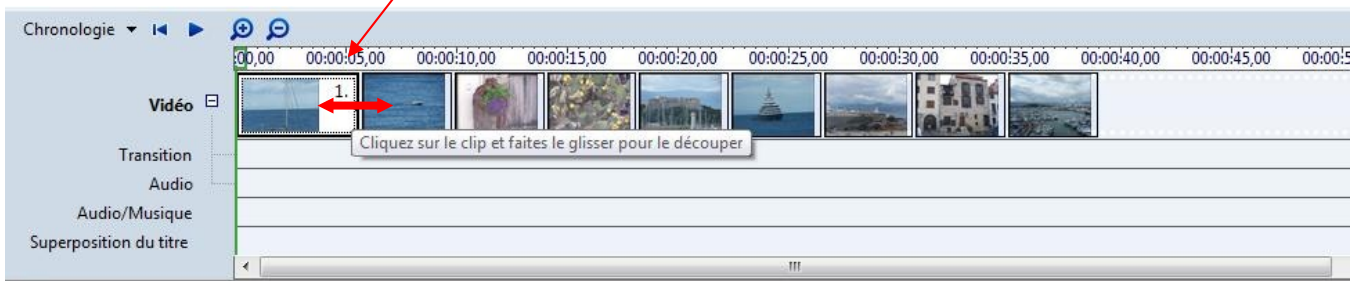 Chronologie
:00,00 00:00:05,00 00:00:10,00 00:00:15,00 00:00:20,00 00:00:25,00 00:00:30,00 00:00:35,00 00:00:40,00 00:00:45,00 00:00:5
Vidéo
1.
Cliquez sur le clip et faites le glisser pour le découper
Transition
Audio
Audio/Musique
Superposition du titre